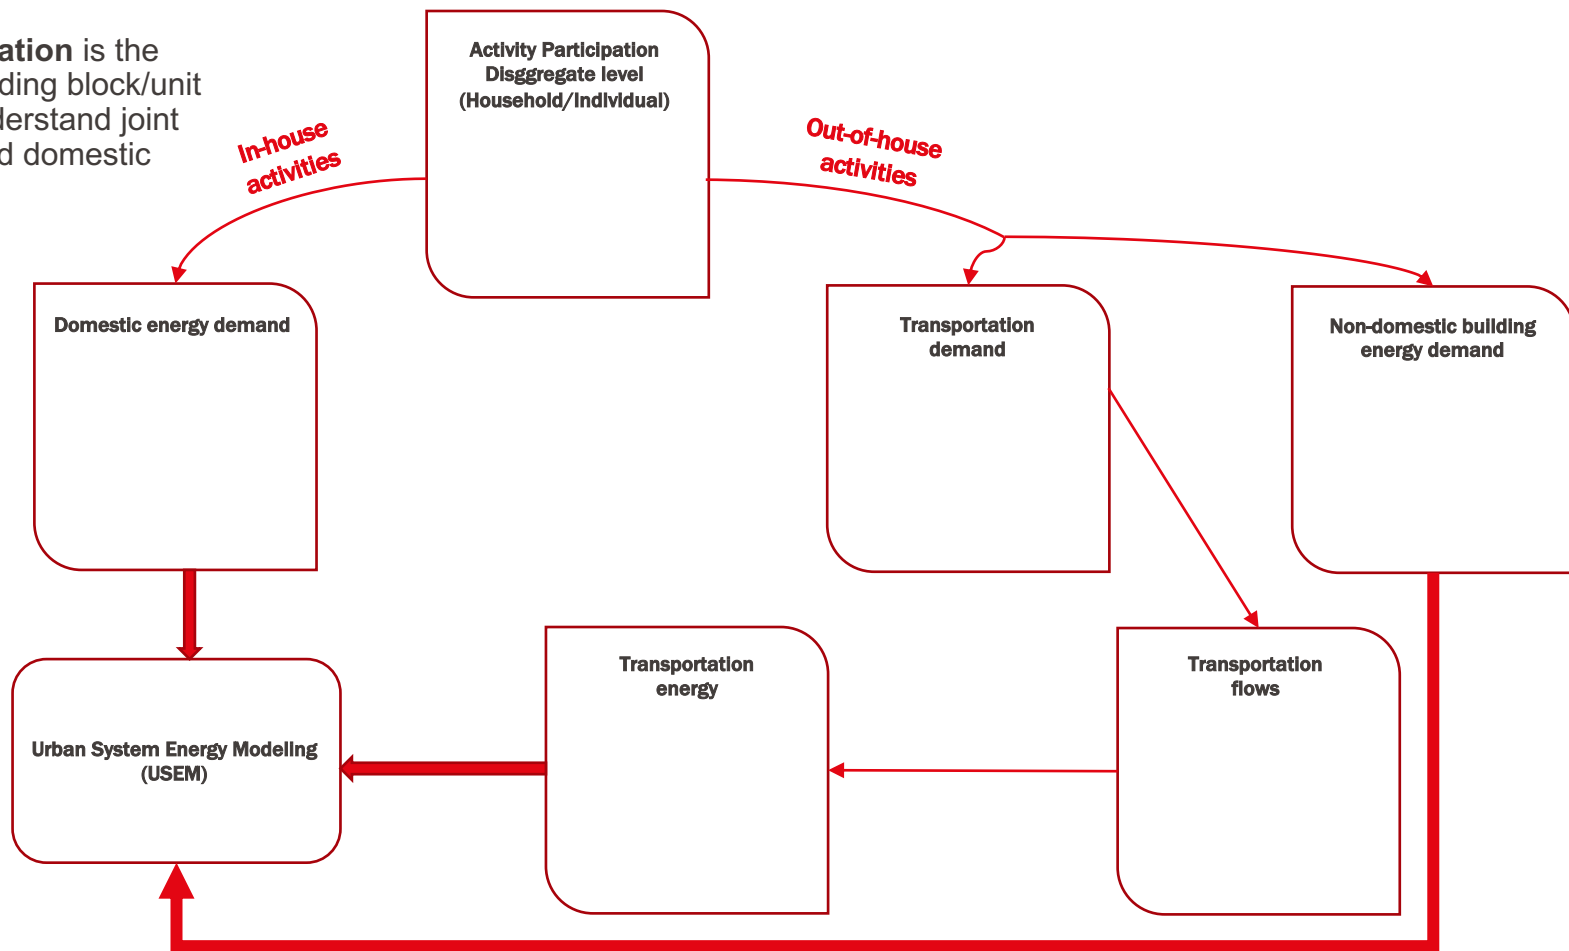 ation is the
ding block/unit
derstand joint
d domestic
Activity Participation
Disggregate level
(Household/Individual)
In-house
activities
Out-of-house
activities
Domestic energy demand
Transportation
demand
Non-domestic building
energy demand
Urban System Energy Modeling
(USEM)
Transportation
energy
Transportation
flows